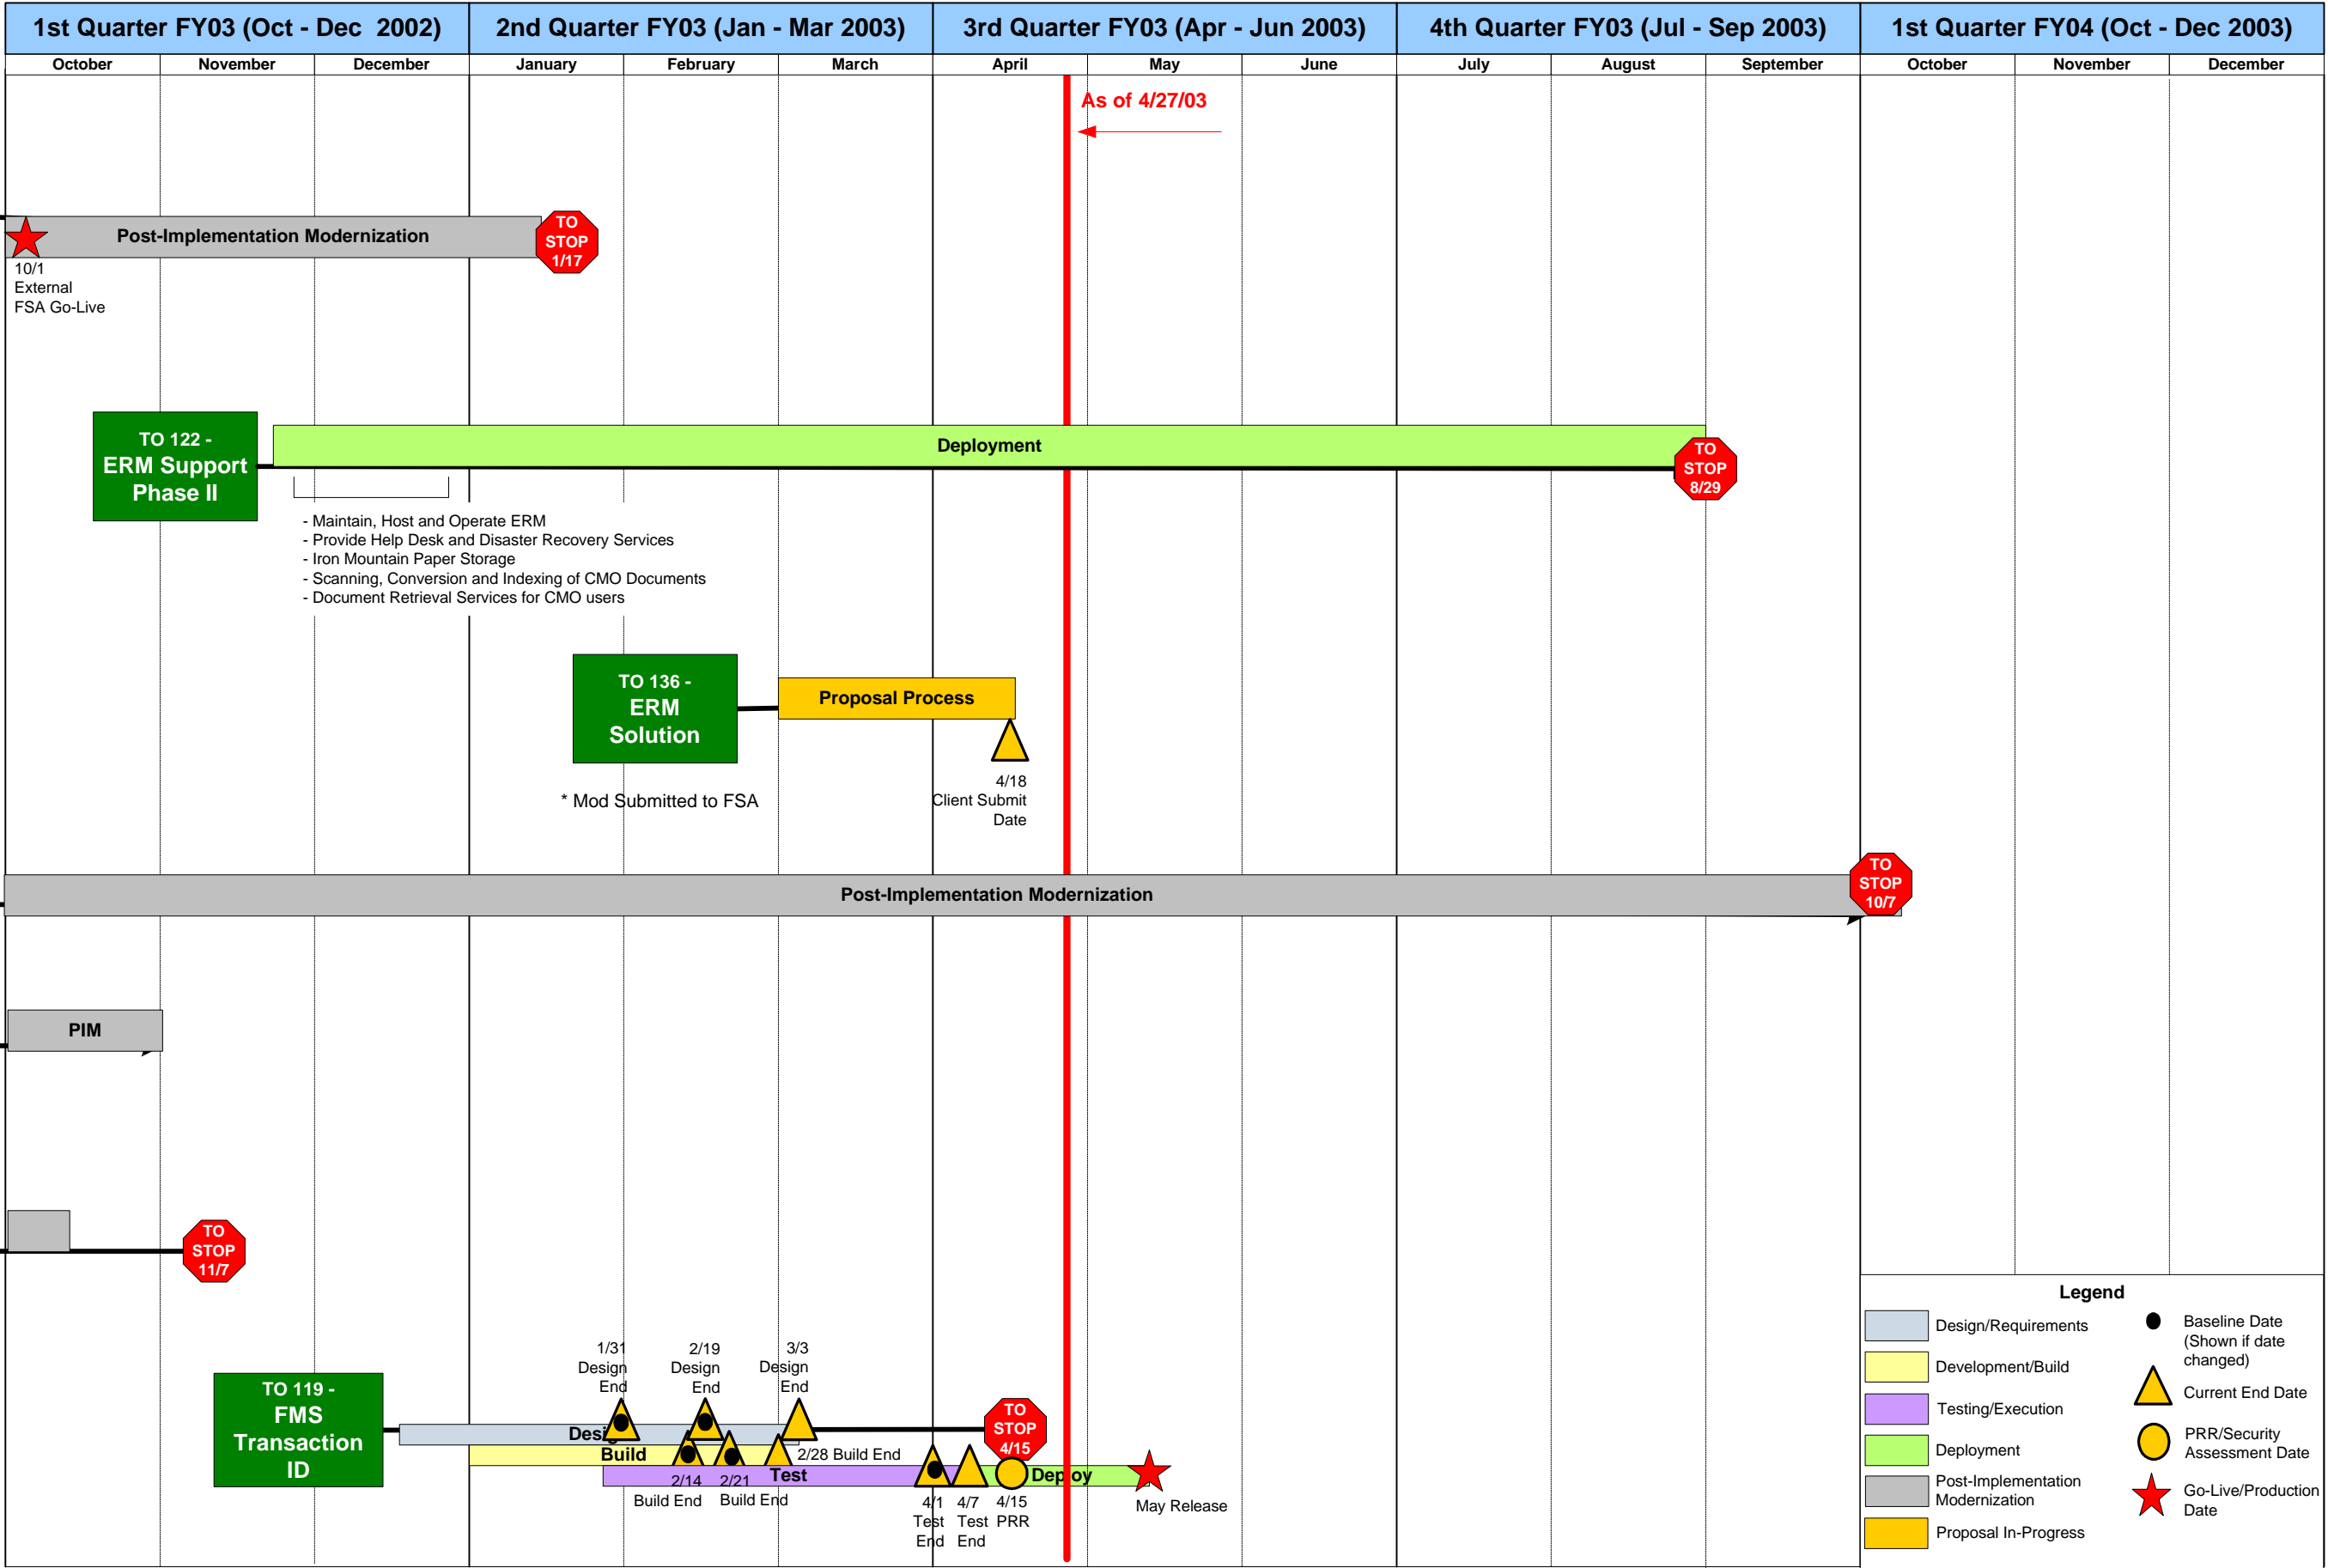 1st Quarter FY03 (Oct - Dec  2002)
2nd Quarter FY03 (Jan - Mar 2003)
3rd Quarter FY03 (Apr - Jun 2003)
4th Quarter FY03 (Jul - Sep 2003)
1st Quarter FY04 (Oct - Dec 2003)
October
November
December
January
February
March
April
May
June
July
August
September
October
November
December
As of 4/27/03
Post-Implementation Modernization
TO
STOP
1/17
10/1
External
FSA Go-Live
TO 122 -
ERM Support
Phase II
Deployment
TO
STOP
8/29
- Maintain, Host and Operate ERM
- Provide Help Desk and Disaster Recovery Services
- Iron Mountain Paper Storage
- Scanning, Conversion and Indexing of CMO Documents
- Document Retrieval Services for CMO users
TO 136 -
ERM
Solution
Proposal Process
4/18
Client Submit
Date
* Mod Submitted to FSA
Post-Implementation Modernization
TO
STOP
10/7
PIM
TO
STOP
11/7
TO 119 -
FMS
Transaction
ID
1/31
Design
End
2/19
Design
End
3/3
Design
End
Desig
Build
2/28 Build End
Test
2/14
Build End
2/21
Build End
TO
STOP
4/15
Deploy
4/1
Test
End
4/7
Test
End
4/15
PRR
May Release
Legend
Design/Requirements
Development/Build
Testing/Execution
Deployment
Post-Implementation
Modernization
Proposal In-Progress
Baseline Date
(Shown if date
changed)
Current End Date
PRR/Security
Assessment Date
Go-Live/Production
Date